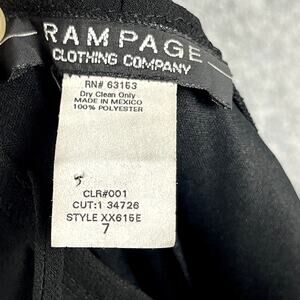 RAMPAGE
CLOTHING COMPANY
RN# 63153
Dry Clean Only
MADE IN MEXICO
100% POLYESTER
CLR#001
CUT:1 34726
STYLE XX615E
7